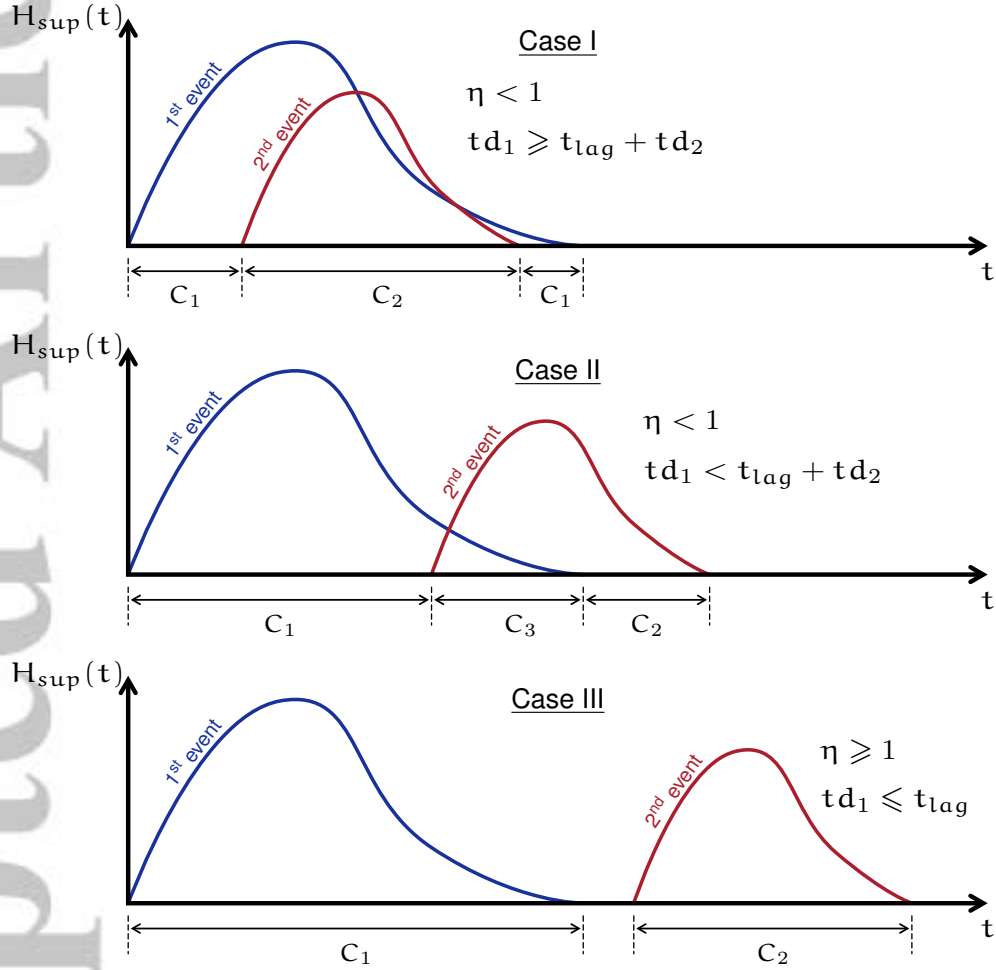 H_sup(t)
Case I
1st event
2nd event
η < 1
td₁ ⩾ t_lag + td₂
t
C₁
C₂
C₁
H_sup(t)
Case II
1st event
2nd event
η < 1
td₁ < t_lag + td₂
t
C₁
C₃
C₂
H_sup(t)
Case III
1st event
2nd event
η ⩾ 1
td₁ ⩽ t_lag
t
C₁
C₂